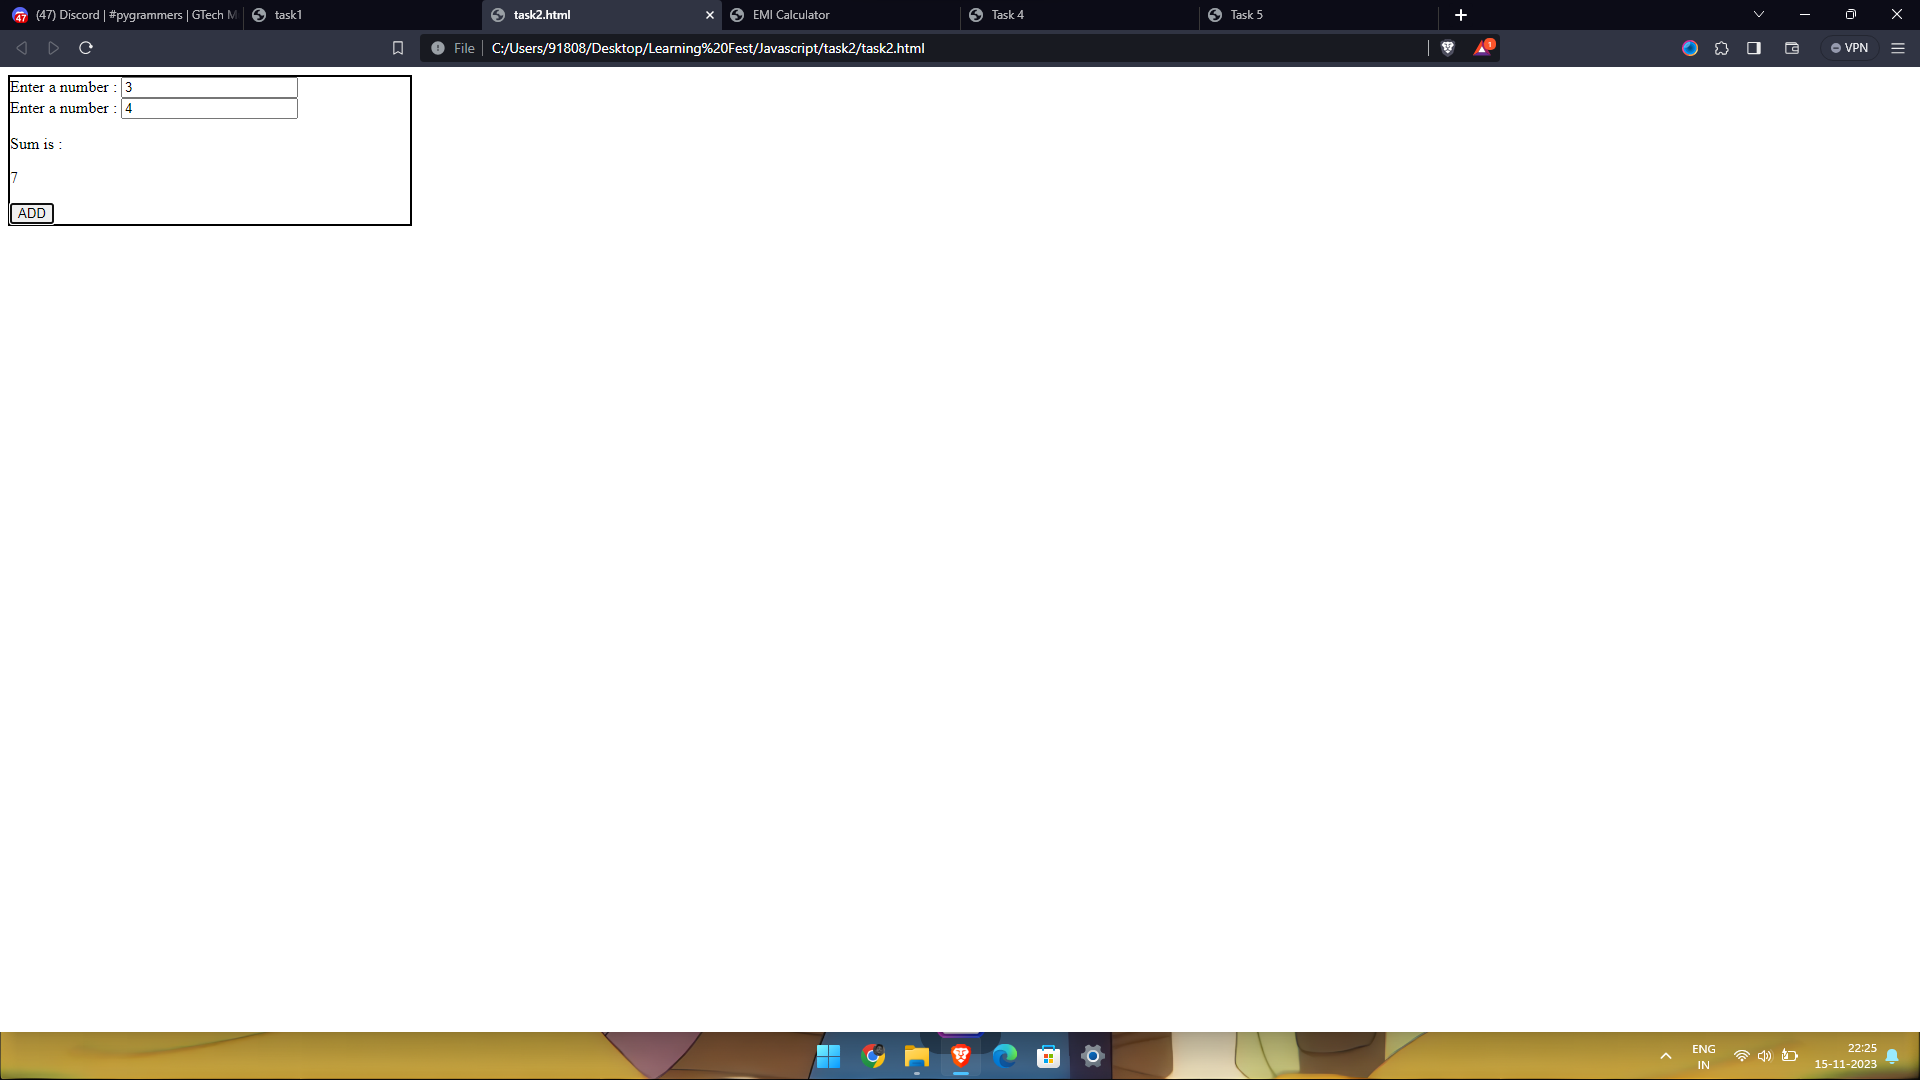 47 (47) Discord | #pygrammers | GTech M
task1
task2.html
EMI Calculator
Task 4
Task 5
File C:/Users/91808/Desktop/Learning%20Fest/Javascript/task2/task2.html
1
VPN
Enter a number : 3
Enter a number : 4
Sum is :
7
ADD
ENG
IN
22:25
15-11-2023